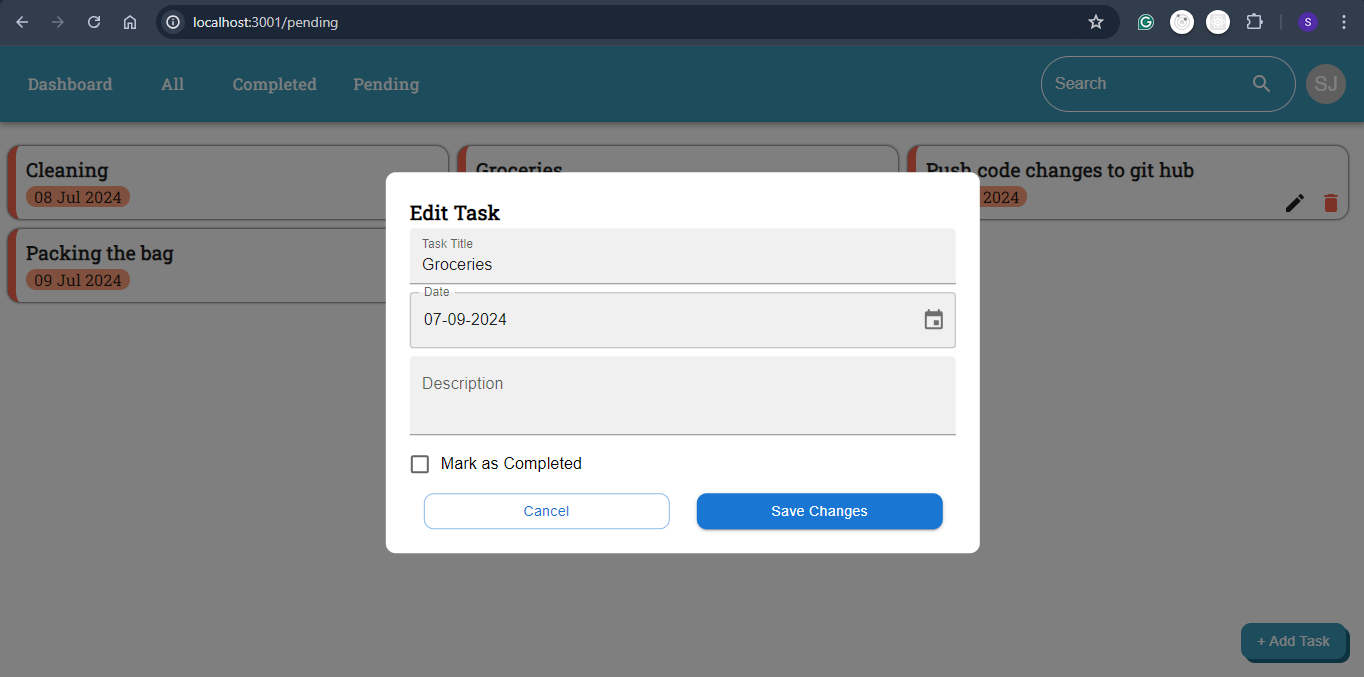 localhost:3001/pending
S
Dashboard All Completed Pending
Search
SJ
Cleaning
08 Jul 2024
Groceries
Push code changes to git hub
2024
Packing the bag
09 Jul 2024
Edit Task
Task Title
Groceries
Date
07-09-2024
Description
Mark as Completed
Cancel
Save Changes
+ Add Task